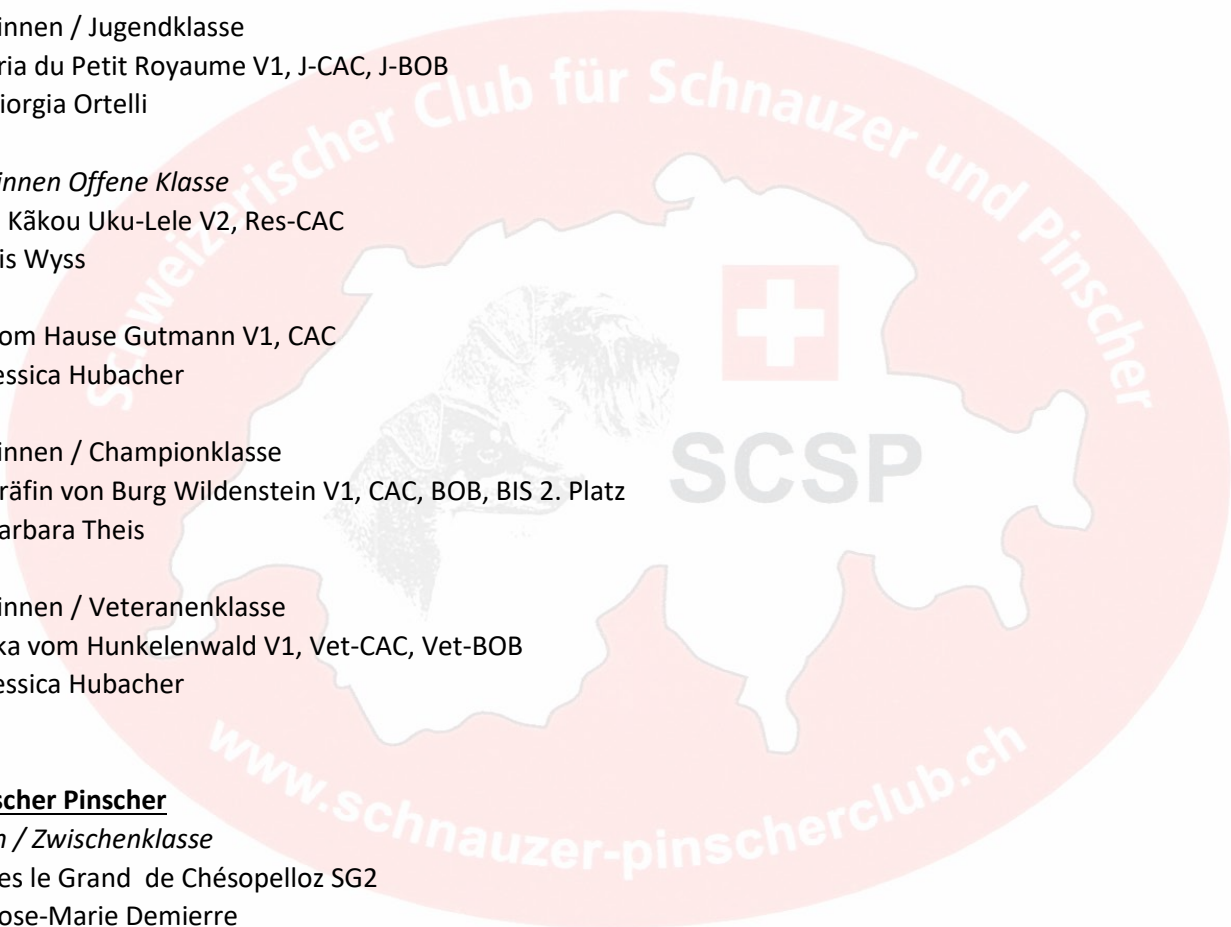 innen / Jugendklasse
ria du Petit Royaume V1, J-CAC, J-BOB
iorgia Ortelli
innen Offene Klasse
Kãkou Uku-Lele V2, Res-CAC
is Wyss
om Hause Gutmann V1, CAC
essica Hubacher
innen / Championklasse
räfin von Burg Wildenstein V1, CAC, BOB, BIS 2. Platz
arbara Theis
innen / Veteranenklasse
ka vom Hunkelenwald V1, Vet-CAC, Vet-BOB
essica Hubacher
scher Pinscher
n / Zwischenklasse
es le Grand de Chésopelloz SG2
ose-Marie Demierre
Schweizerischer Club für Schnauzer und Pinscher
SCSP
www.schnauzer-pinscherclub.ch